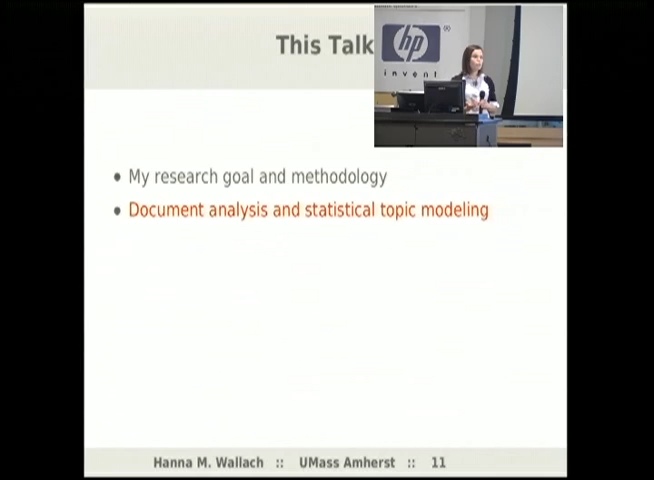 This Talk
hp
®
invent
• My research goal and methodology
• Document analysis and statistical topic modeling
Hanna M. Wallach :: UMass Amherst :: 11